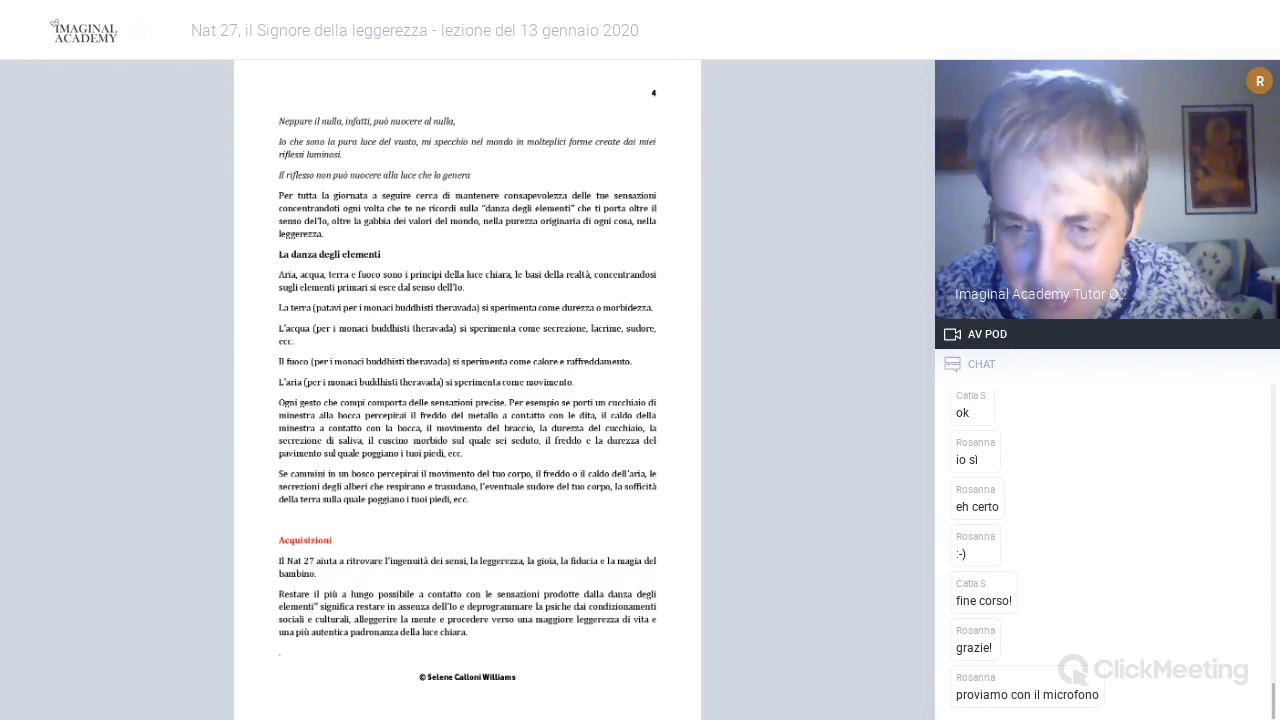 IMAGINAL
ACADEMY
Nat 27, il Signore della leggerezza - lezione del 13 gennaio 2020
4
Neppure il nulla, infatti, può nuocere al nulla,
Io che sono la pura luce del vuoto, mi specchio nel mondo in molteplici forme create dai miei
riflessi luminosi.
Il riflesso non può nuocere alla luce che lo genera
Per tutta la giornata a seguire cerca di mantenere consapevolezza delle tue sensazioni
concentrandoti ogni volta che te ne ricordi sulla “danza degli elementi” che ti porta oltre il
senso del’Io, oltre la gabbia dei valori del mondo, nella purezza originaria di ogni cosa, nella
leggerezza.
La danza degli elementi
Aria, acqua, terra e fuoco sono i principi della luce chiara, le basi della realtà, concentrandosi
sugli elementi primari si esce dal senso dell’Io.
La terra (patavi per i monaci buddhisti theravada) si sperimenta come durezza o morbidezza.
L’acqua (per i monaci buddhisti theravada) si sperimenta come secrezione, lacrime, sudore,
ecc.
Il fuoco (per i monaci buddhisti theravada) si sperimenta come calore e raffreddamento.
L’aria (per i monaci buddhisti theravada) si sperimenta come movimento.
Ogni gesto che compi comporta delle sensazioni precise. Per esempio se porti un cucchiaio di
minestra alla bocca percepirai il freddo del metallo a contatto con le dita, il caldo della
minestra a contatto con la bocca, il movimento del braccio, la durezza del cucchiaio, la
secrezione di saliva, il cuscino morbido sul quale sei seduto, il freddo e la durezza del
pavimento sul quale poggiano i tuoi piedi, ecc.
Se cammini in un bosco percepirai il movimento del tuo corpo, il freddo o il caldo dell’aria, le
secrezioni degli alberi che respirano e trasudano, l’eventuale sudore del tuo corpo, la sofficità
della terra sulla quale poggiano i tuoi piedi, ecc.
Acquisizioni
Il Nat 27 aiuta a ritrovare l’ingenuità dei sensi, la leggerezza, la gioia, la fiducia e la magia del
bambino.
Restare il più a lungo possibile a contatto con le sensazioni prodotte dalla danza degli
elementi” significa restare in assenza dell’Io e deprogrammare la psiche dai condizionamenti
sociali e culturali, alleggerire la mente e procedere verso una maggiore leggerezza di vita e
una più autentica padronanza della luce chiara.
.
© Selene Calloni Williams
R
Imaginal Academy Tutor O...
AV POD
CHAT
Catia S.
ok
Rosanna
io sì
Rosanna
eh certo
Rosanna
:-)
Catia S.
fine corso!
Rosanna
grazie!
Rosanna
proviamo con il microfono
ClickMeeting